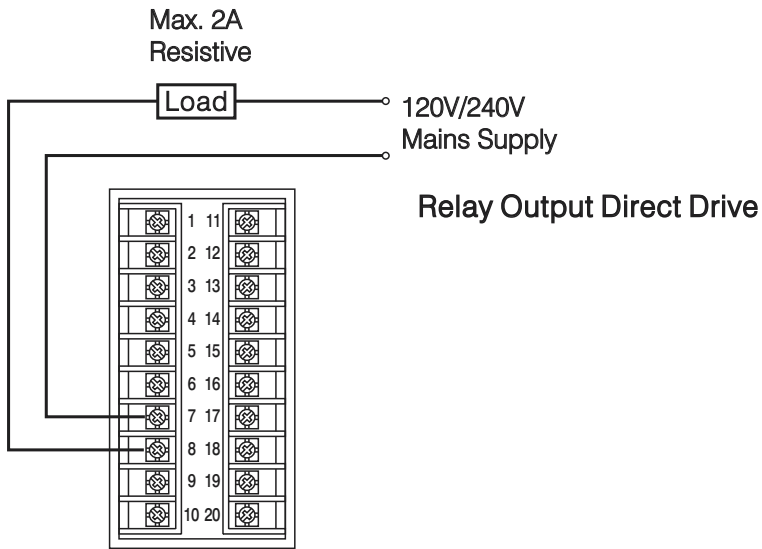 Max. 2A
Resistive
Load
120V/240V
Mains Supply
Relay Output Direct Drive
1 11
2 12
3 13
4 14
5 15
6 16
7 17
8 18
9 19
10 20